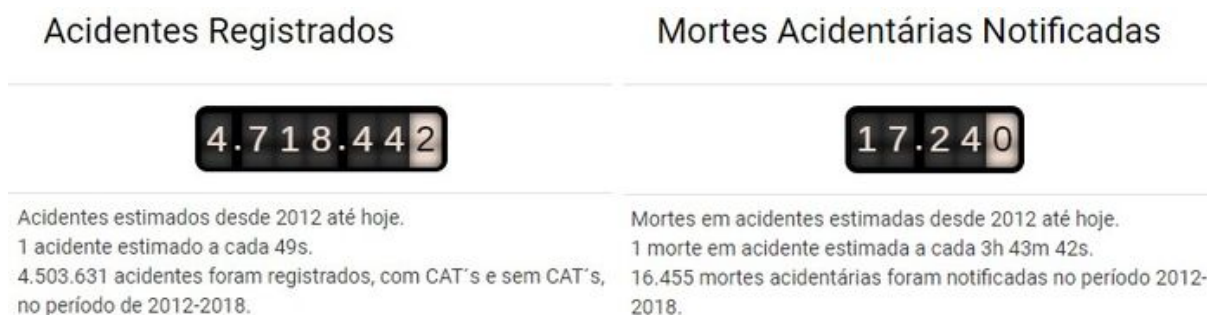 Acidentes Registrados
4.718.442
Acidentes estimados desde 2012 até hoje.
1 acidente estimado a cada 49s.
4.503.631 acidentes foram registrados, com CAT´s e sem CAT´s,
no período de 2012-2018.
Mortes Acidentárias Notificadas
17.240
Mortes em acidentes estimadas desde 2012 até hoje.
1 morte em acidente estimada a cada 3h 43m 42s.
16.455 mortes acidentárias foram notificadas no período 2012-
2018.